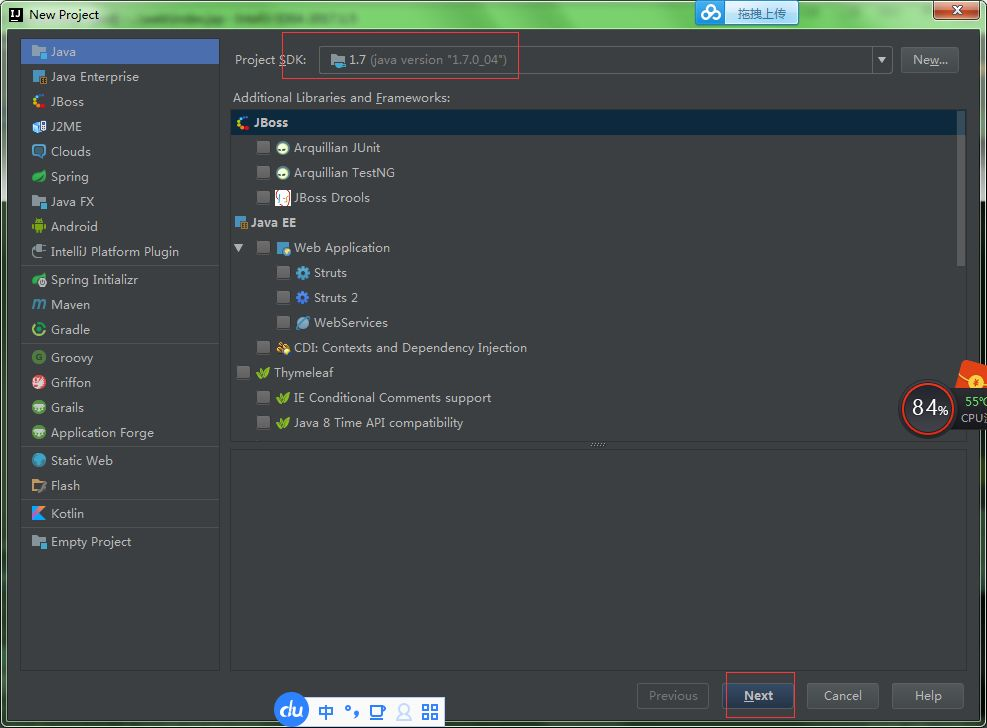 New Project
拖拽上传
Java
Java Enterprise
JBoss
J2ME
Clouds
Spring
Java FX
Android
IntelliJ Platform Plugin
Spring Initializr
Maven
Gradle
Groovy
Griffon
Grails
Application Forge
Static Web
Flash
Kotlin
Empty Project
Project SDK: 1.7 (java version "1.7.0_04") New...
Additional Libraries and Frameworks:
JBoss
Arquillian JUnit
Arquillian TestNG
JBoss Drools
Java EE
Web Application
Struts
Struts 2
WebServices
CDI: Contexts and Dependency Injection
Thymeleaf
IE Conditional Comments support
Java 8 Time API compatibility
84%
55℃
CPU
Previous Next Cancel Help
du 中